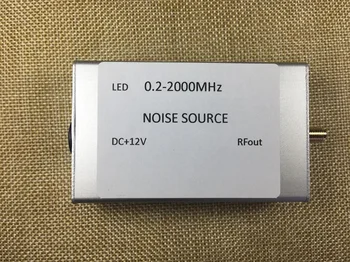 LED 0.2-2000MHz
NOISE SOURCE
DC+12V RFout